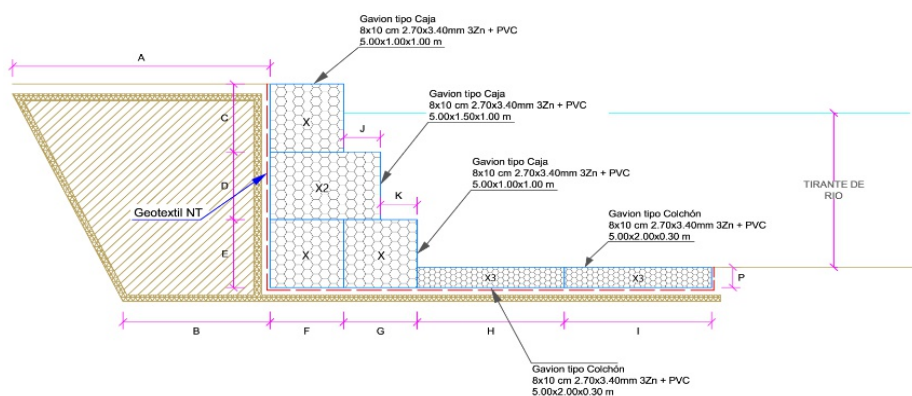 Gavion tipo Caja
8x10 cm 2.70x3.40mm 3Zn + PVC
5.00x1.00x1.00 m
A
Gavion tipo Caja
8x10 cm 2.70x3.40mm 3Zn + PVC
5.00x1.50x1.00 m
C
X
J
Gavion tipo Caja
8x10 cm 2.70x3.40mm 3Zn + PVC
5.00x1.00x1.00 m
D
X2
K
TIRANTE DE
RIO
Geotextil NT
Gavion tipo Colchón
8x10 cm 2.70x3.40mm 3Zn + PVC
5.00x2.00x0.30 m
E
X
X
X3
X3
P
B
F
G
H
I
Gavion tipo Colchón
8x10 cm 2.70x3.40mm 3Zn + PVC
5.00x2.00x0.30 m